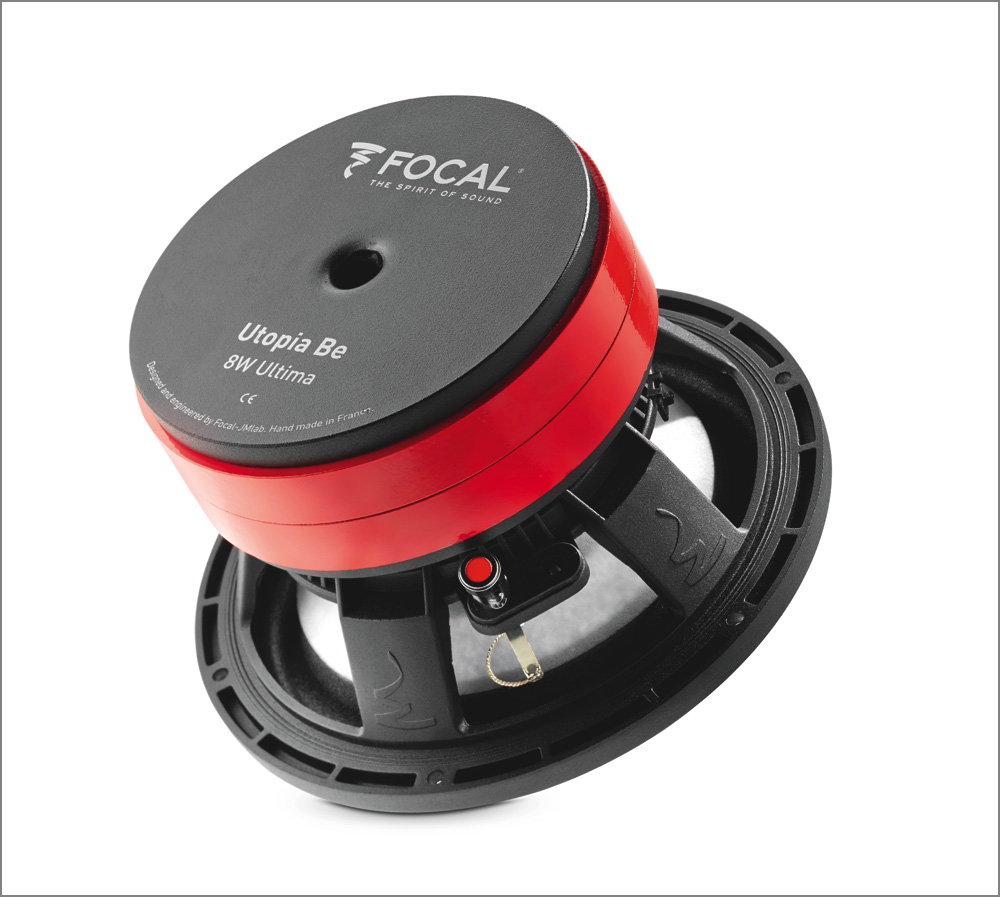 FOCAL®
THE SPIRIT OF SOUND
Utopia Be
8W Ultima
CE
Designed and engineered by Focal-JMlab. Hand made in France.